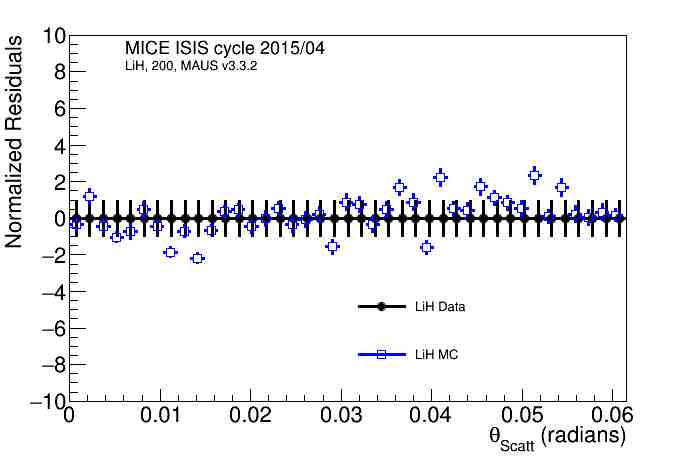 MICE ISIS cycle 2015/04
LiH, 200, MAUS v3.3.2
Normalized Residuals
10
8
6
4
2
0
−2
−4
−6
−8
−10
LiH Data
LiH MC
0 0.01 0.02 0.03 0.04 0.05 0.06
θScatt (radians)